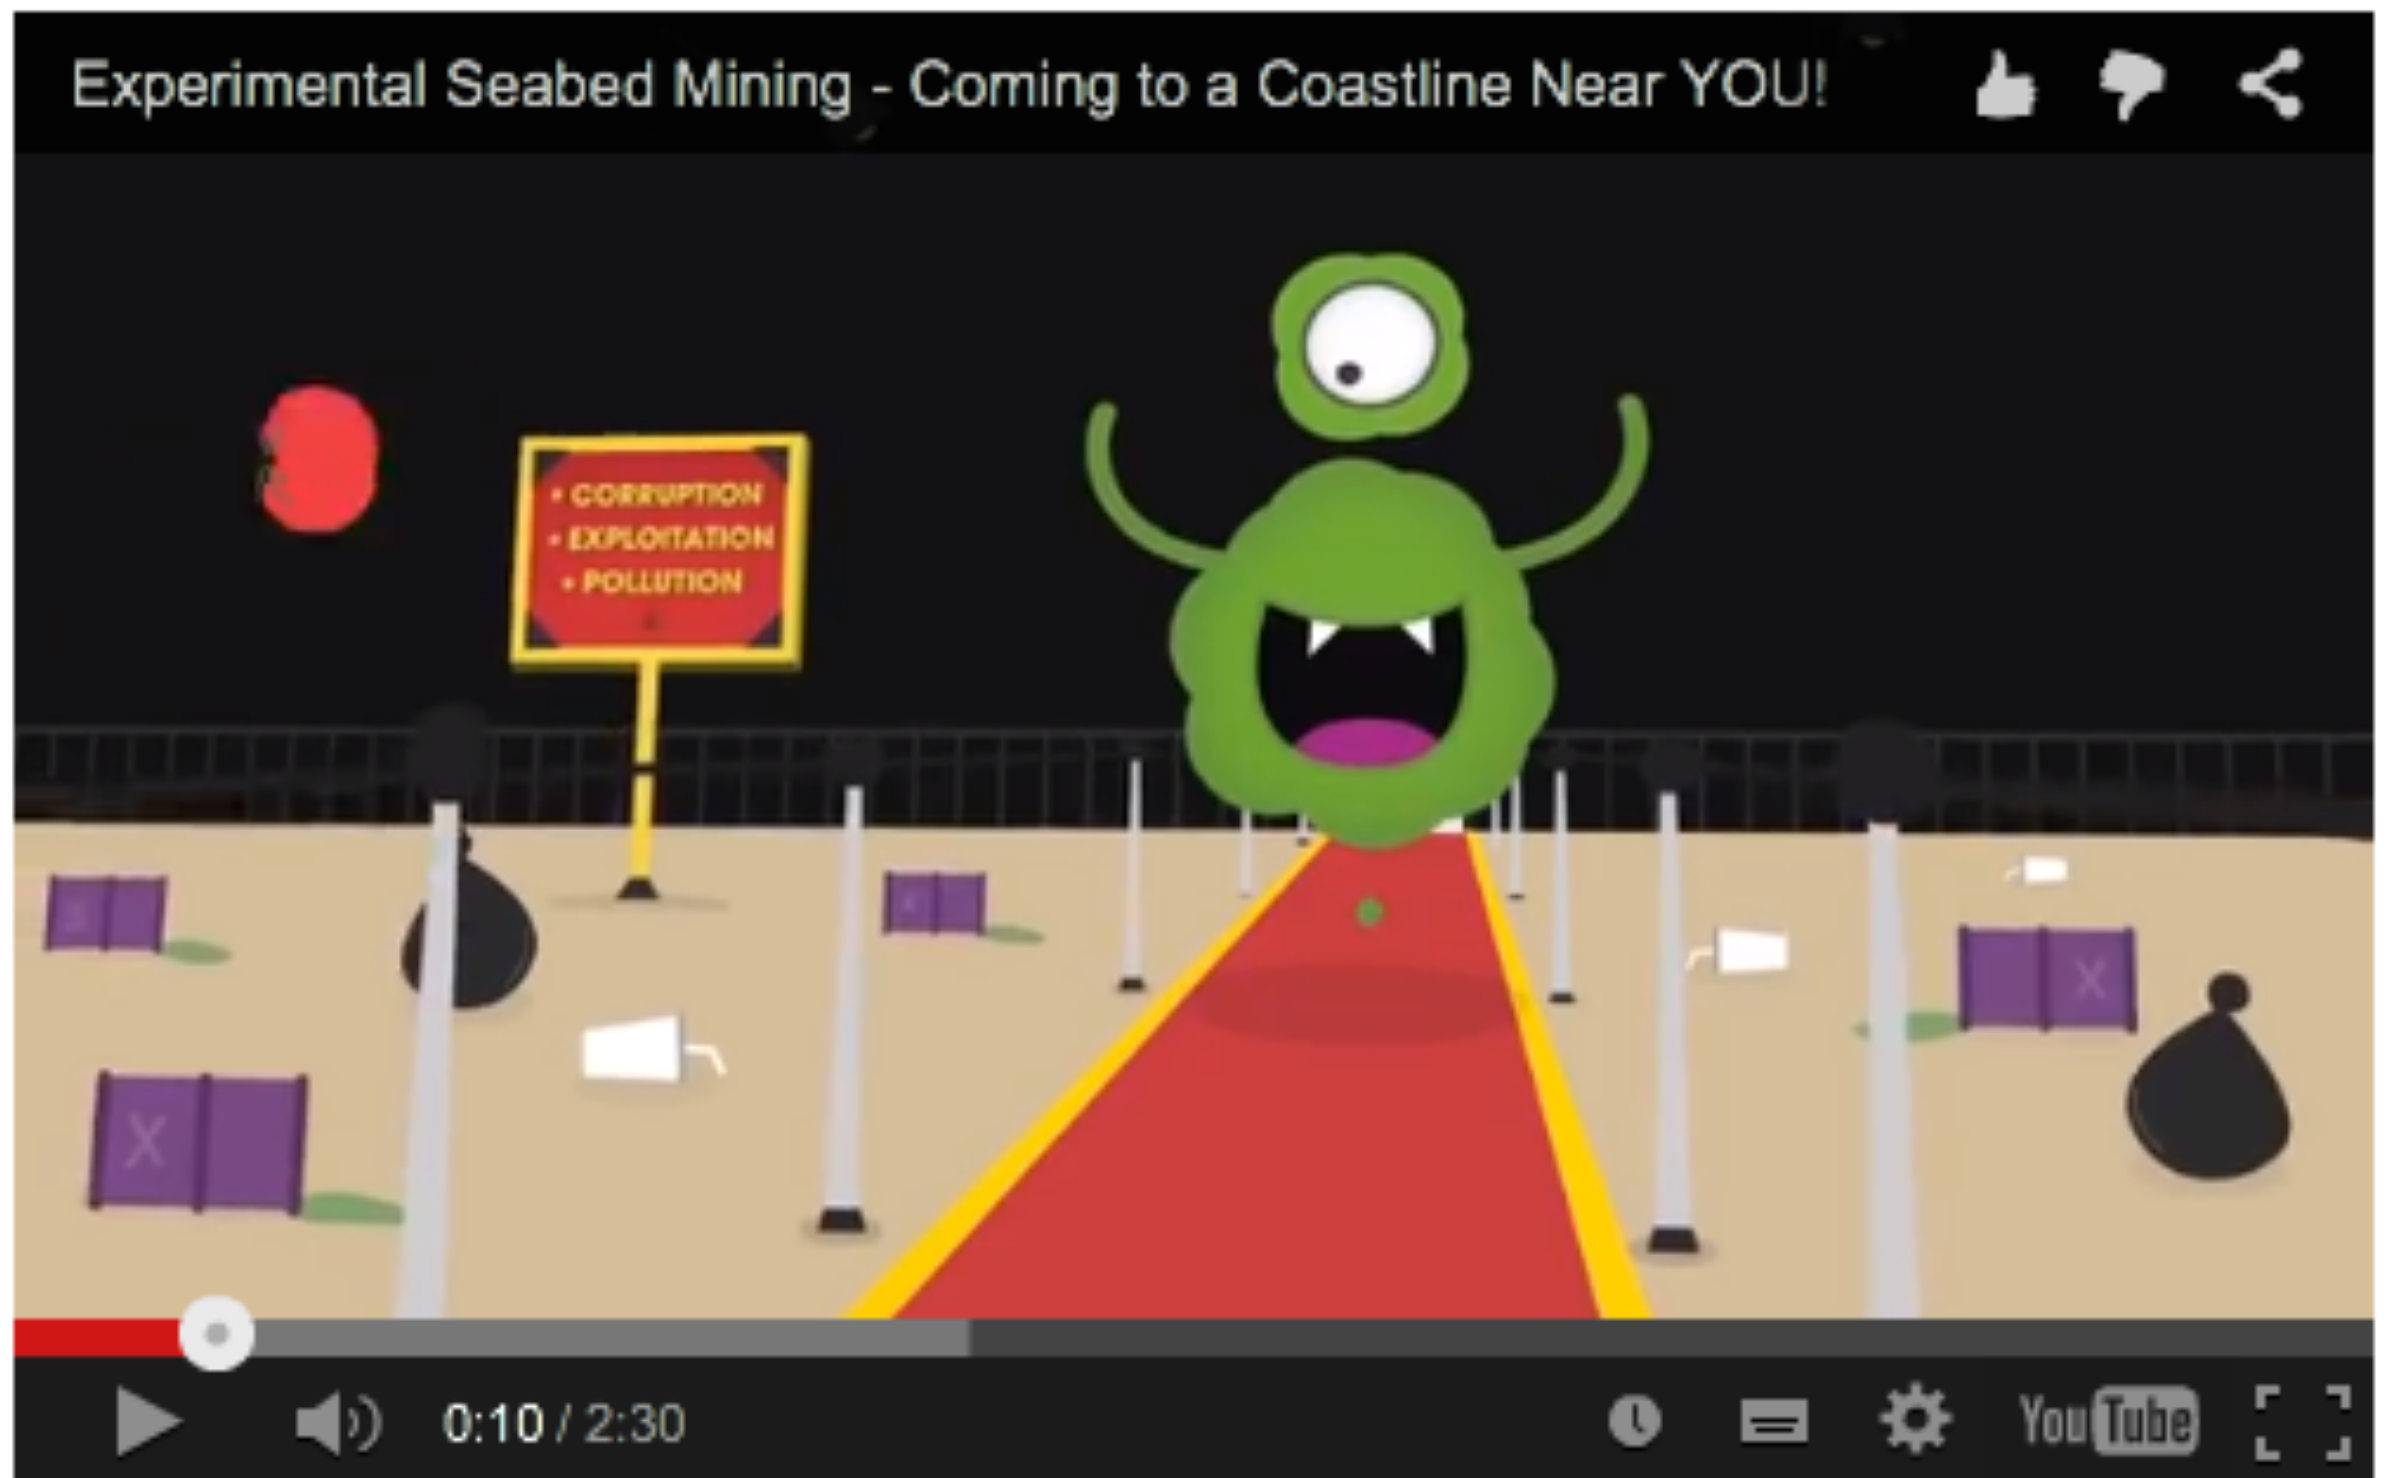 Experimental Seabed Mining - Coming to a Coastline Near YOU!
• CORRUPTION
• EXPLOITATION
• POLLUTION
X
X
0:10 / 2:30
YouTube